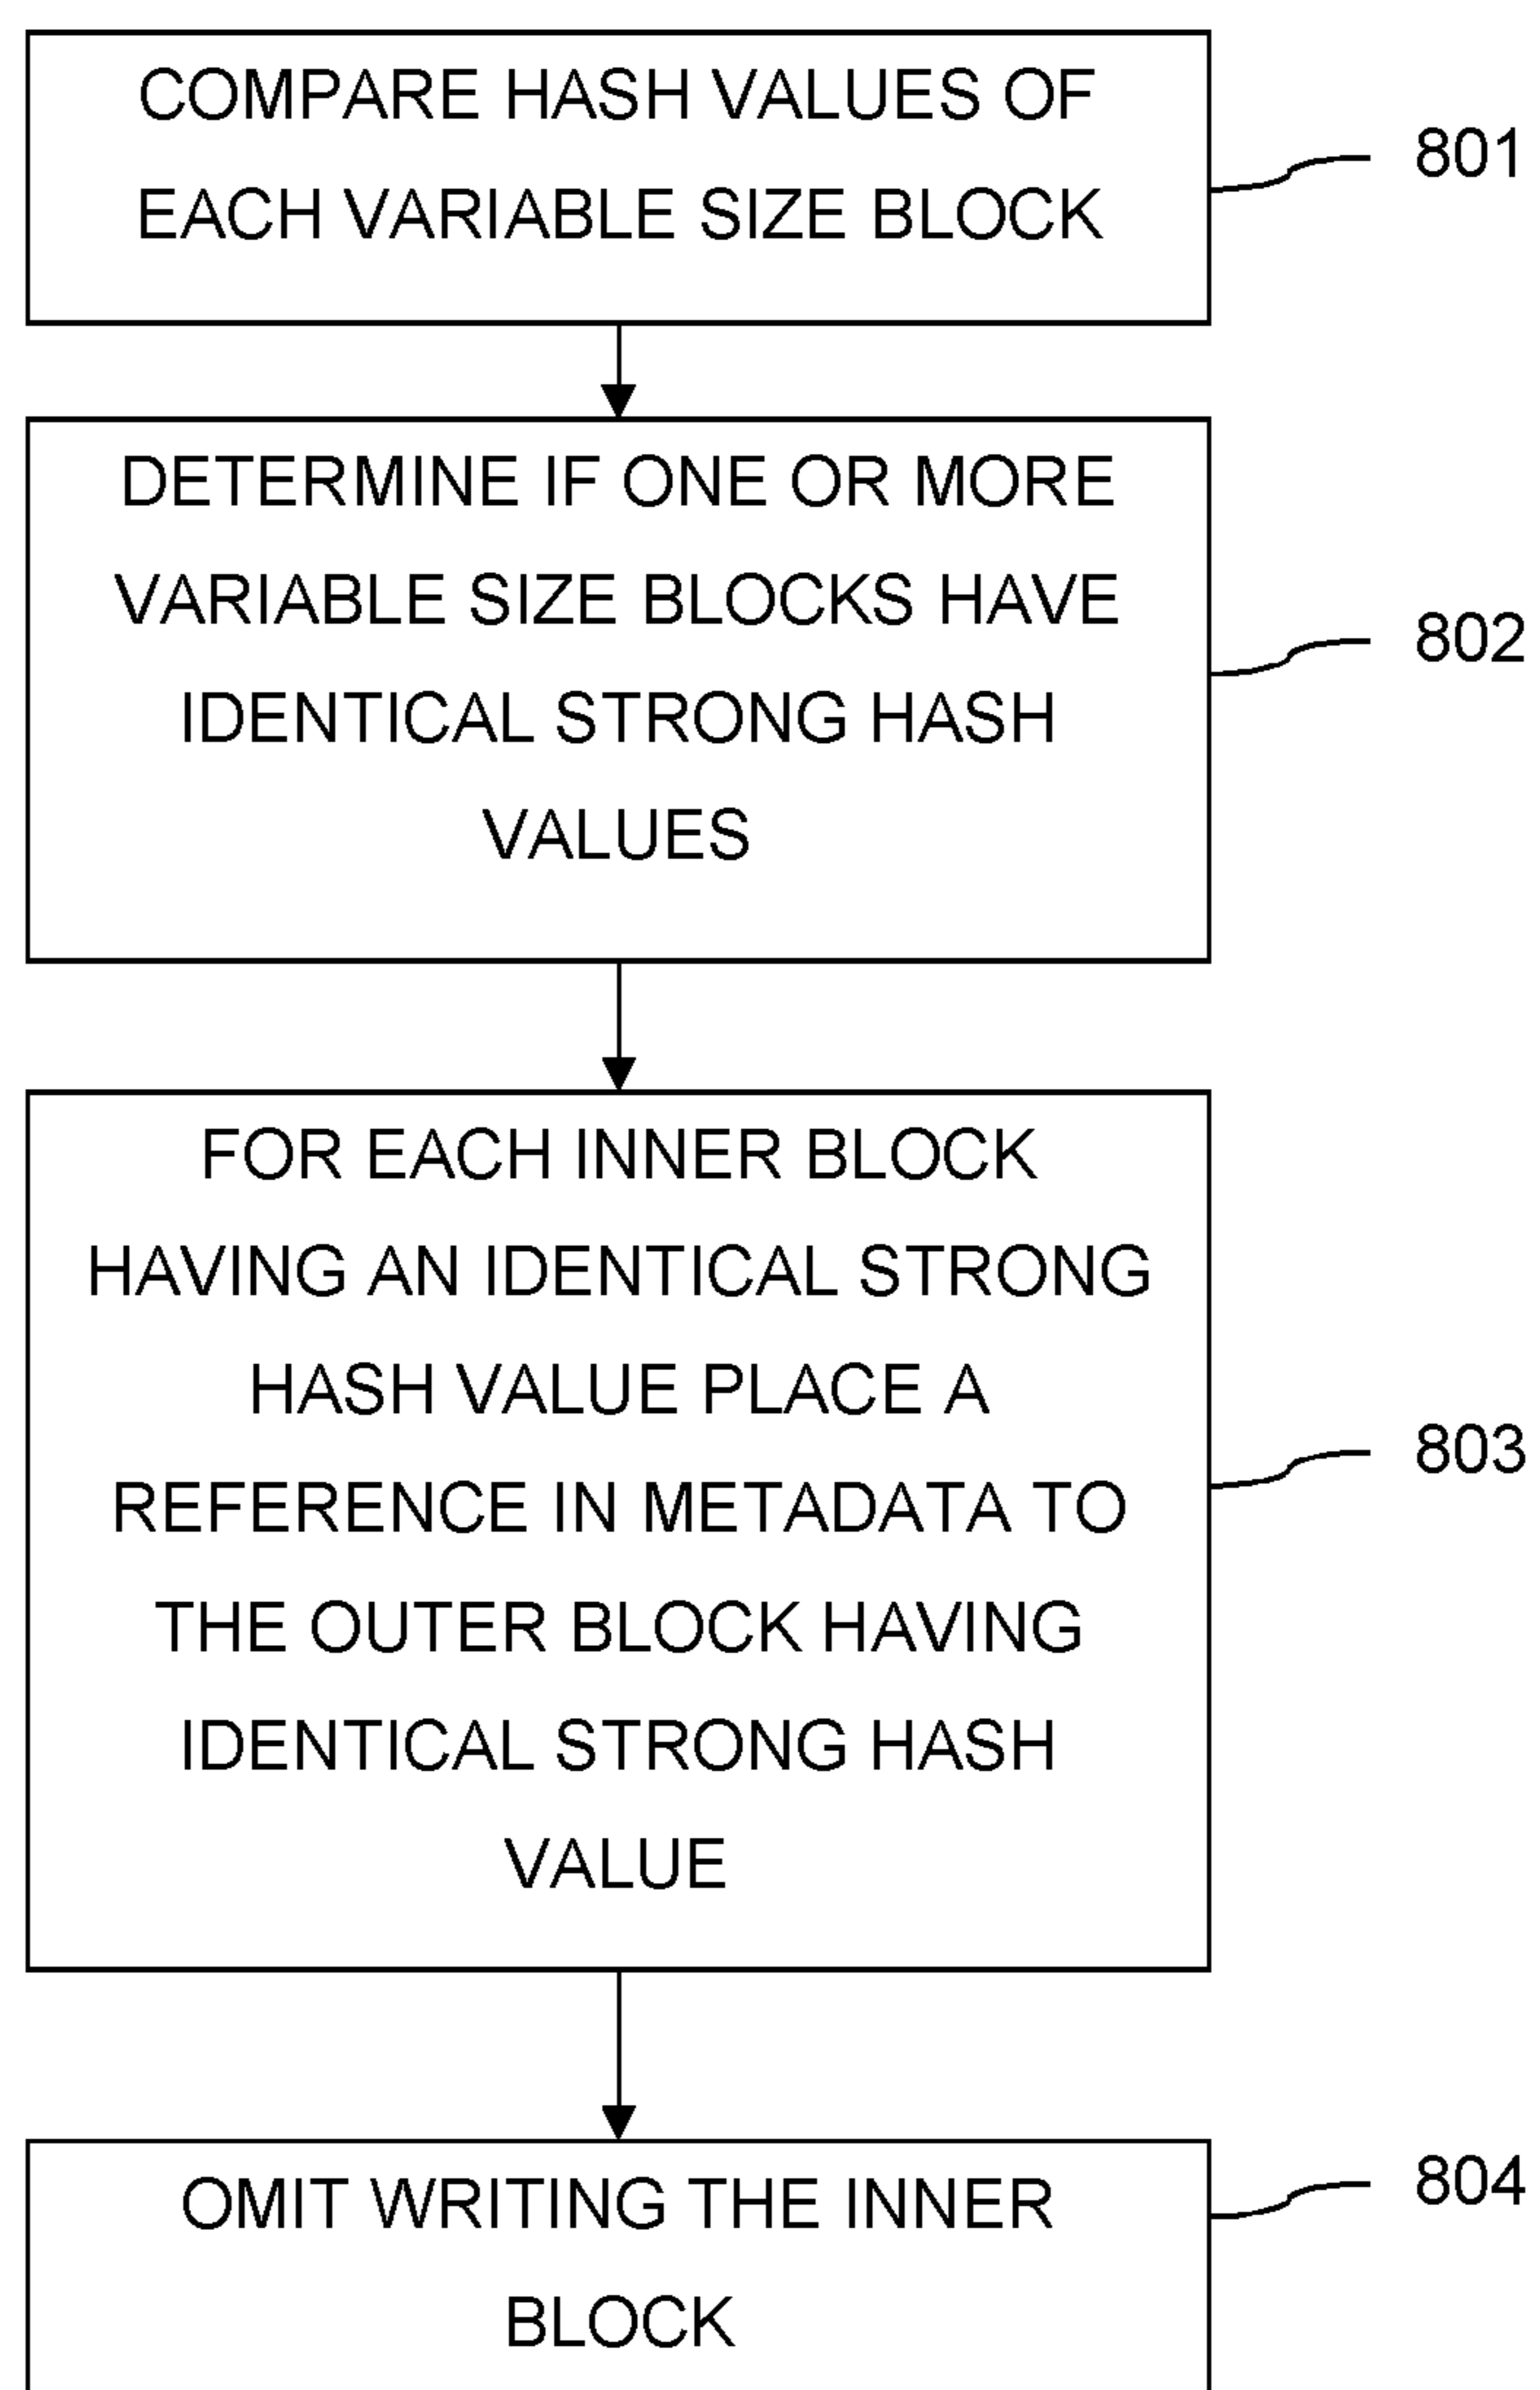 COMPARE HASH VALUES OF
EACH VARIABLE SIZE BLOCK
801
DETERMINE IF ONE OR MORE
VARIABLE SIZE BLOCKS HAVE
IDENTICAL STRONG HASH
VALUES
802
FOR EACH INNER BLOCK
HAVING AN IDENTICAL STRONG
HASH VALUE PLACE A
REFERENCE IN METADATA TO
THE OUTER BLOCK HAVING
IDENTICAL STRONG HASH
VALUE
803
OMIT WRITING THE INNER
BLOCK
804